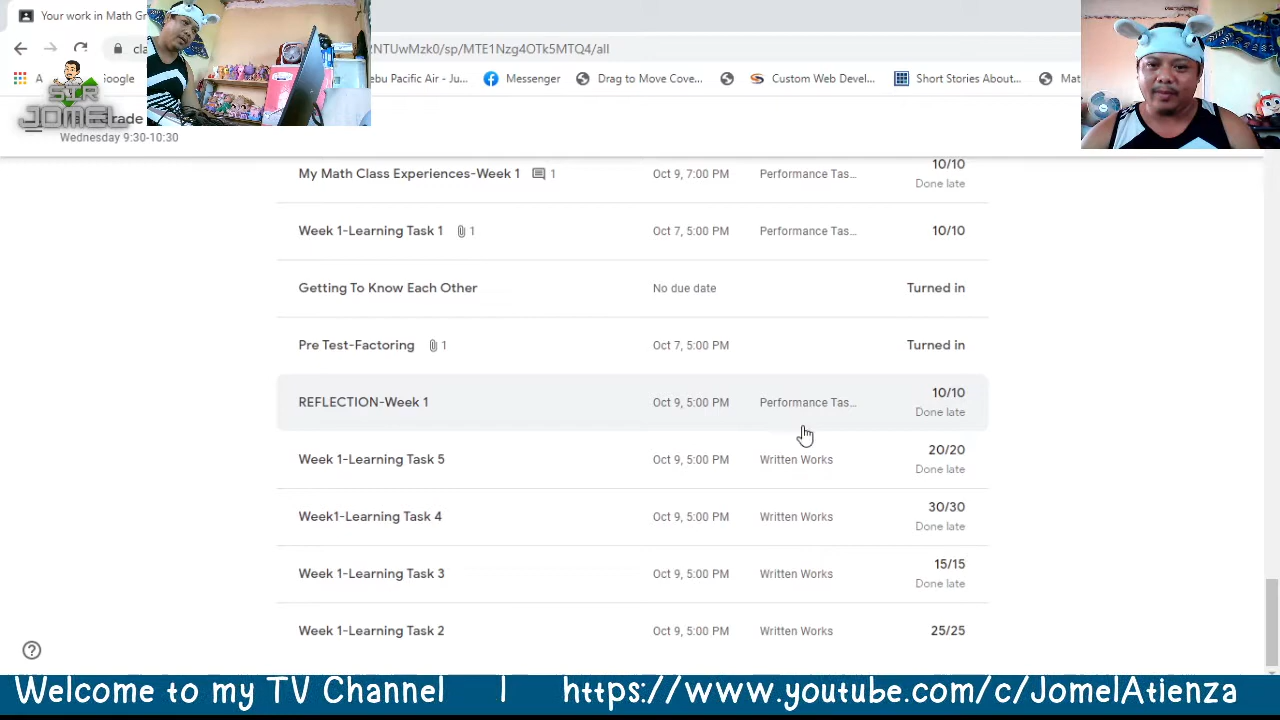 Your work in Math Gr
cla
NTUwMzk0/sp/MTE1Nzg4OTk5MTQ4/all
A
oogle
ebu Pacific Air - Ju...
Messenger
Drag to Move Cove...
Custom Web Devel...
Short Stories About...
Mat
STR
JOMEL
rade
Wednesday 9:30-10:30
My Math Class Experiences-Week 1 1 Oct 9, 7:00 PM Performance Tas... 10/10
Done late
Week 1-Learning Task 1 1 Oct 7, 5:00 PM Performance Tas... 10/10
Getting To Know Each Other No due date Turned in
Pre Test-Factoring 1 Oct 7, 5:00 PM Turned in
REFLECTION-Week 1 Oct 9, 5:00 PM Performance Tas... 10/10
Done late
Week 1-Learning Task 5 Oct 9, 5:00 PM Written Works 20/20
Done late
Week1-Learning Task 4 Oct 9, 5:00 PM Written Works 30/30
Done late
Week 1-Learning Task 3 Oct 9, 5:00 PM Written Works 15/15
Done late
Week 1-Learning Task 2 Oct 9, 5:00 PM Written Works 25/25
Welcome to my TV Channel | https://www.youtube.com/c/JomelAtienza